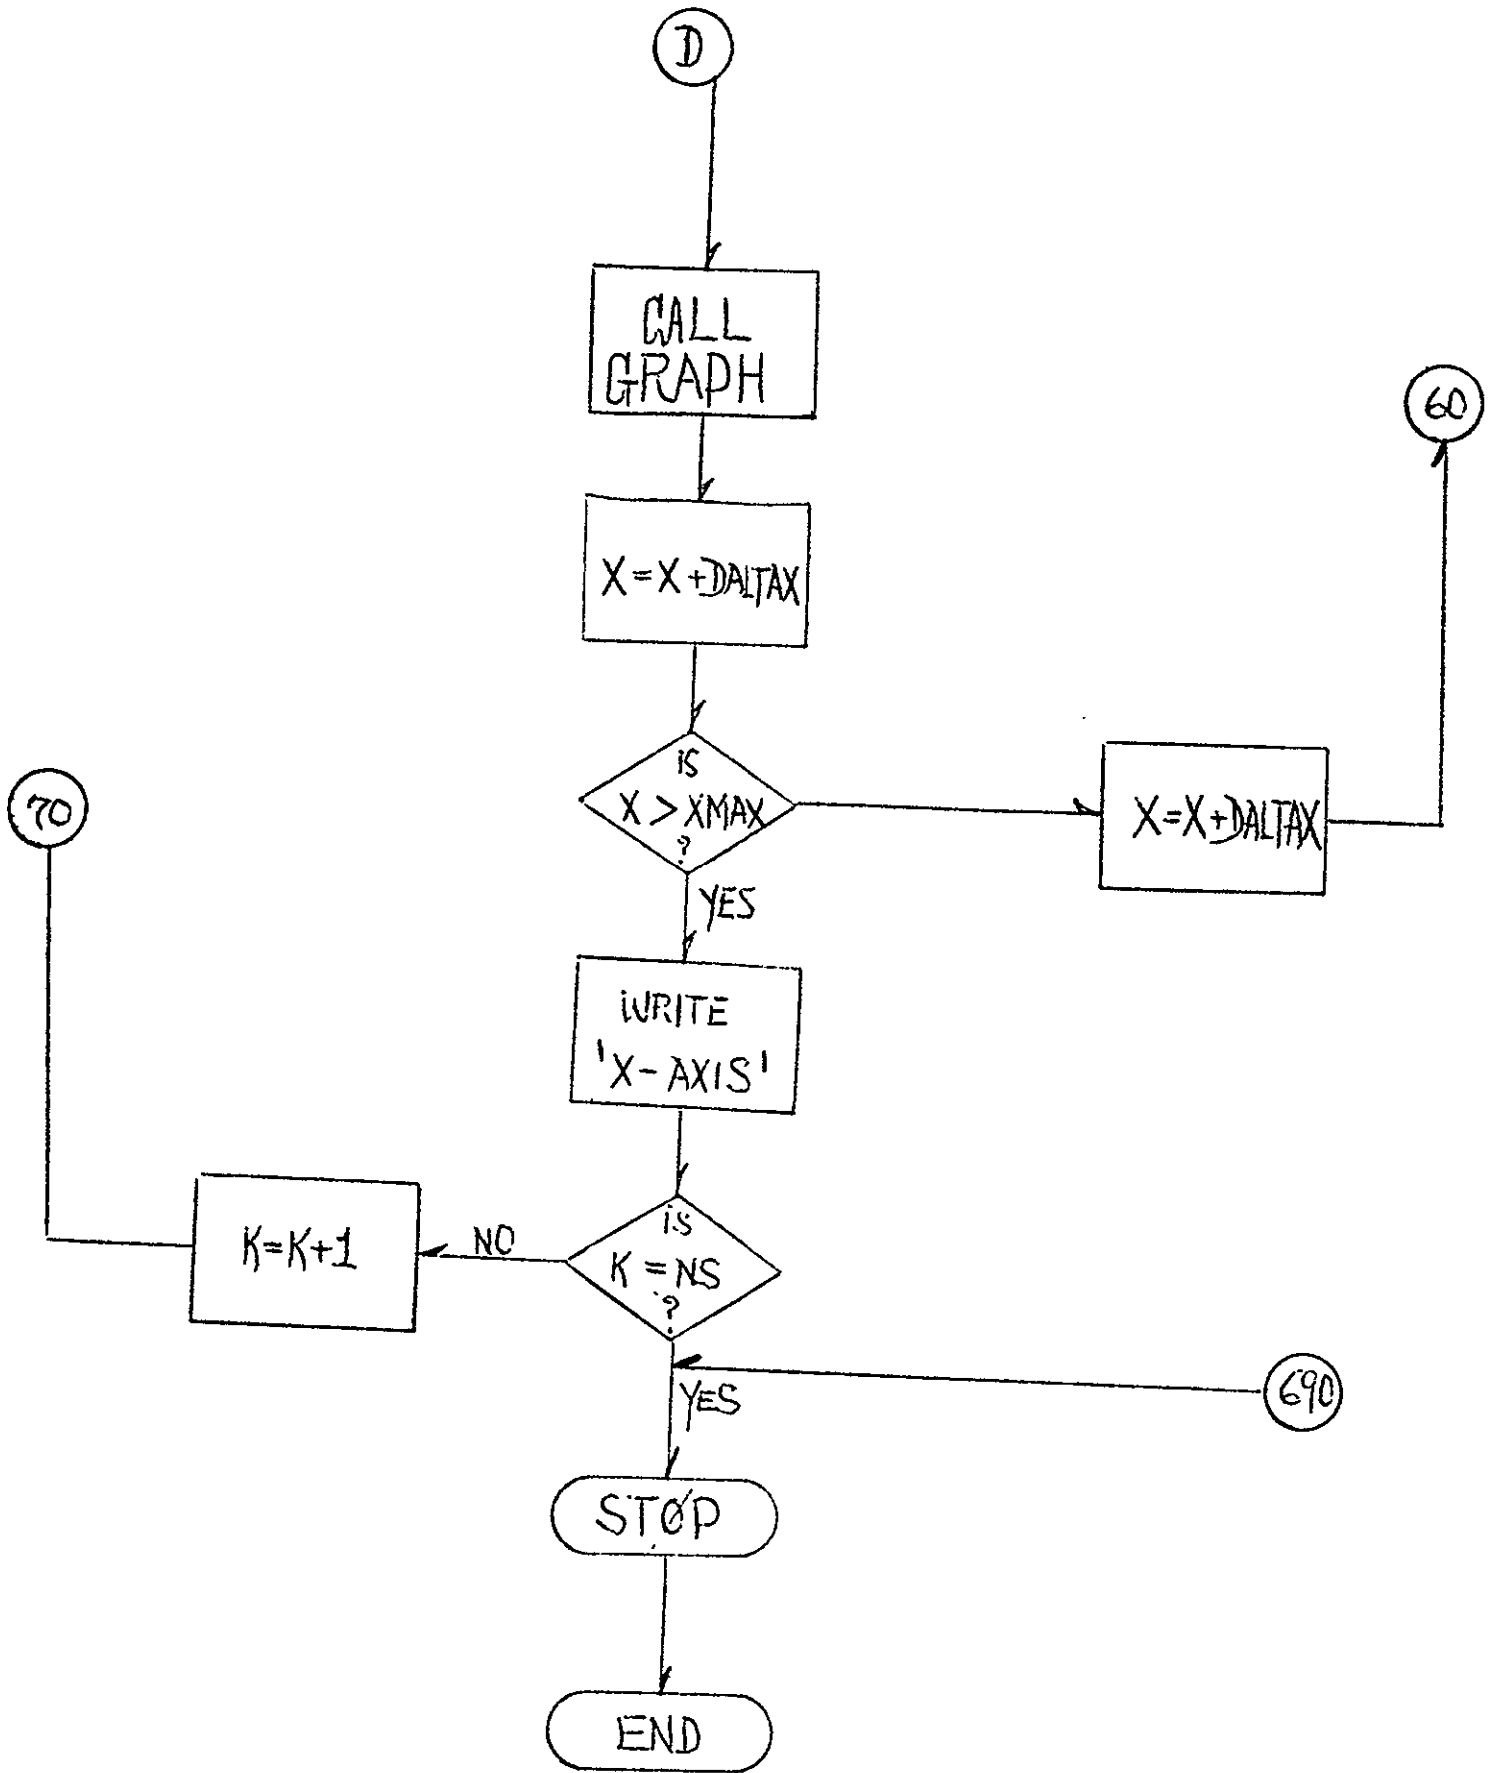 D
CALL
GRAPH
60
X=X+DALTAX
is
X > XMAX
?
X=X+DALTAX
70
YES
WRITE
'X-AXIS'
is
K=NS
?
NO
K=K+1
690
YES
STØP
END